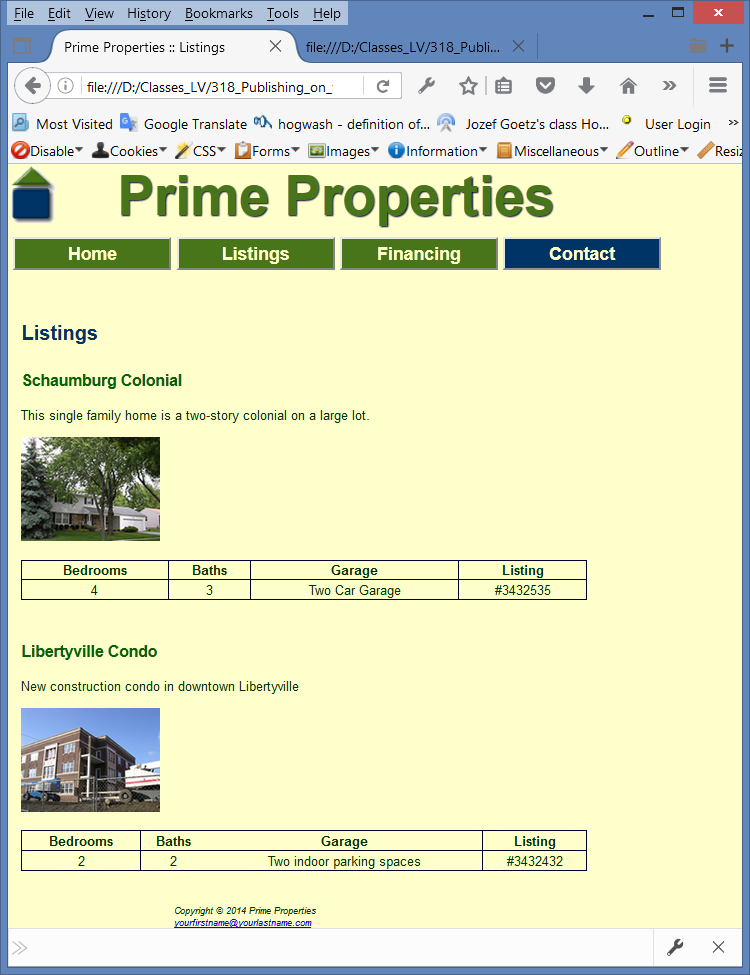 File Edit View History Bookmarks Tools Help
Prime Properties :: Listings file:///D:/Classes_LV/318_Publi...
file:///D:/Classes_LV/318_Publishing_on_
Most Visited Google Translate hogwash - definition of... Jozef Goetz's class Ho... User Login
Disable Cookies CSS Forms Images Information Miscellaneous Outline Resiz
Prime Properties
Home Listings Financing Contact
Listings
Schaumburg Colonial
This single family home is a two-story colonial on a large lot.
Bedrooms Baths Garage Listing
4 3 Two Car Garage #3432535
Libertyville Condo
New construction condo in downtown Libertyville
Bedrooms Baths Garage Listing
2 2 Two indoor parking spaces #3432432
Copyright © 2014 Prime Properties
yourfirstname@yourlastname.com